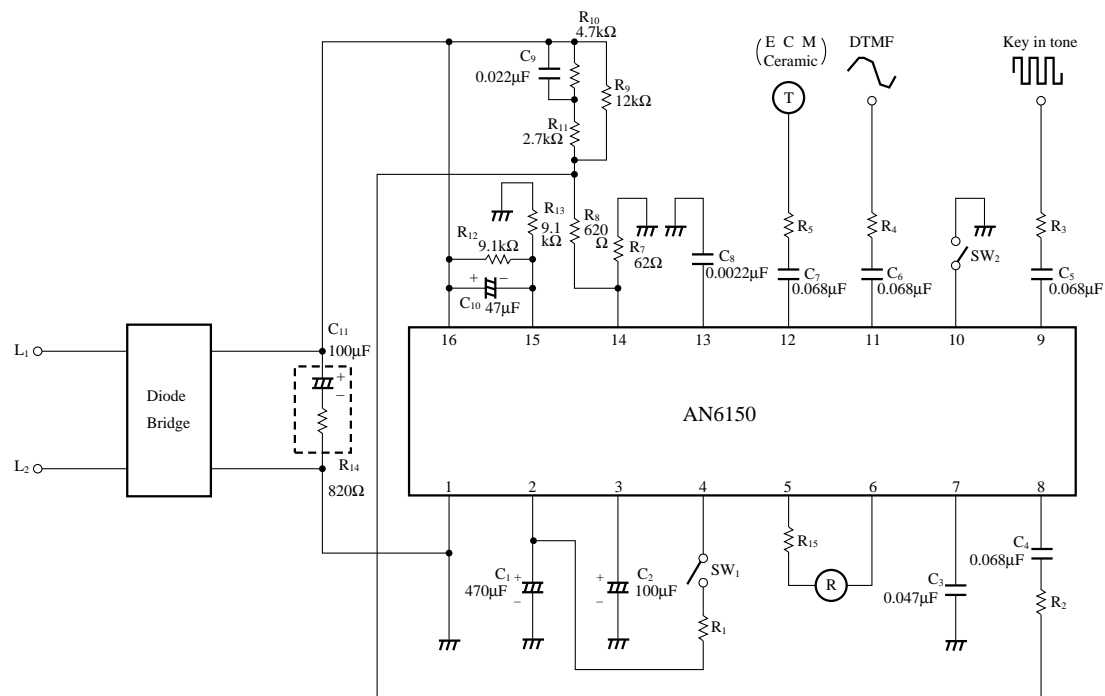 R10
4.7kΩ
C9
0.022μF
R9
12kΩ
R11
2.7kΩ
(E C M
Ceramic)
DTMF
Key in tone
T
R12
9.1kΩ
R13
9.1
kΩ
R8
620
Ω
R7
62Ω
C8
0.0022μF
R5
C7
0.068μF
R4
C6
0.068μF
SW2
R3
C5
0.068μF
+ −
C10
47μF
16 15 14 13 12 11 10 9
L1
L2
Diode
Bridge
C11
100μF
+
−
R14
820Ω
AN6150
1 2 3 4 5 6 7 8
C1
470μF
+
−
C2
100μF
+
−
SW1
R1
R15
R
C3
0.047μF
C4
0.068μF
R2